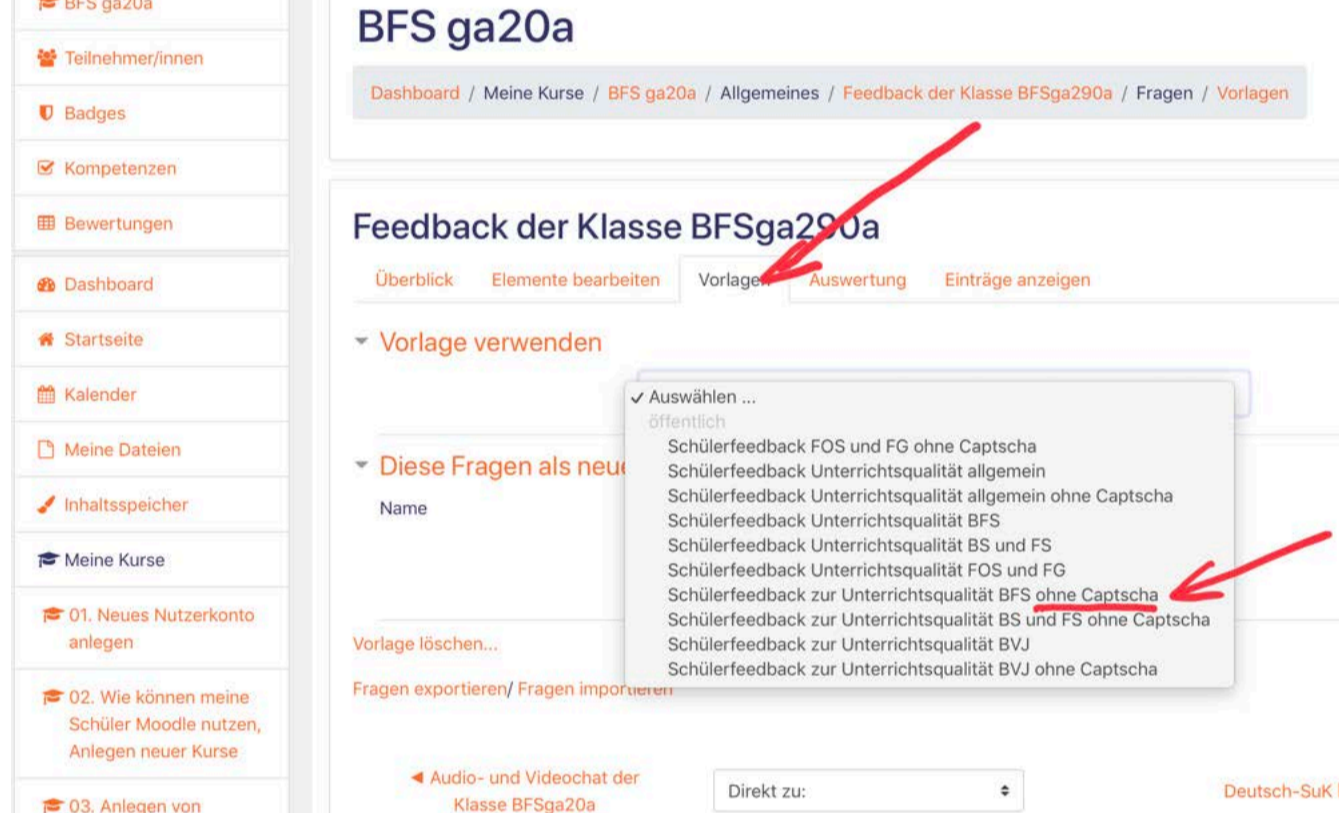 BFS ga20a
Teilnehmer/innen
Badges
Kompetenzen
Bewertungen
Dashboard
Startseite
Kalender
Meine Dateien
Inhaltsspeicher
Meine Kurse
01. Neues Nutzerkonto
anlegen
02. Wie können meine
Schüler Moodle nutzen,
Anlegen neuer Kurse
03. Anlegen von
BFS ga20a
Dashboard / Meine Kurse / BFS ga20a / Allgemeines / Feedback der Klasse BFSga290a / Fragen / Vorlagen
Feedback der Klasse BFSga290a
Überblick Elemente bearbeiten Vorlagen Auswertung Einträge anzeigen
Vorlage verwenden
✓ Auswählen ...
öffentlich
Schülerfeedback FOS und FG ohne Captscha
Schülerfeedback Unterrichtsqualität allgemein
Schülerfeedback Unterrichtsqualität allgemein ohne Captscha
Schülerfeedback Unterrichtsqualität BFS
Schülerfeedback Unterrichtsqualität BS und FS
Schülerfeedback Unterrichtsqualität FOS und FG
Schülerfeedback zur Unterrichtsqualität BFS ohne Captscha
Schülerfeedback zur Unterrichtsqualität BS und FS ohne Captscha
Schülerfeedback zur Unterrichtsqualität BVJ
Schülerfeedback zur Unterrichtsqualität BVJ ohne Captscha
Diese Fragen als neue
Name
Vorlage löschen...
Fragen exportieren/ Fragen importieren
◄ Audio- und Videochat der
Klasse BFSga20a
Direkt zu:
Deutsch-SuK